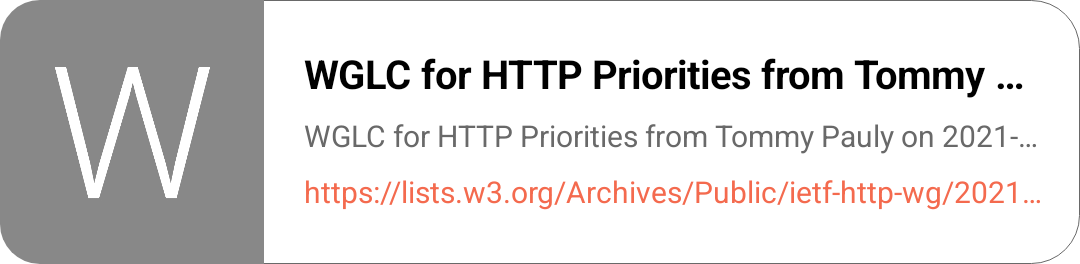 W
WGLC for HTTP Priorities from Tommy ...
WGLC for HTTP Priorities from Tommy Pauly on 2021-...
https://lists.w3.org/Archives/Public/ietf-http-wg/2021...